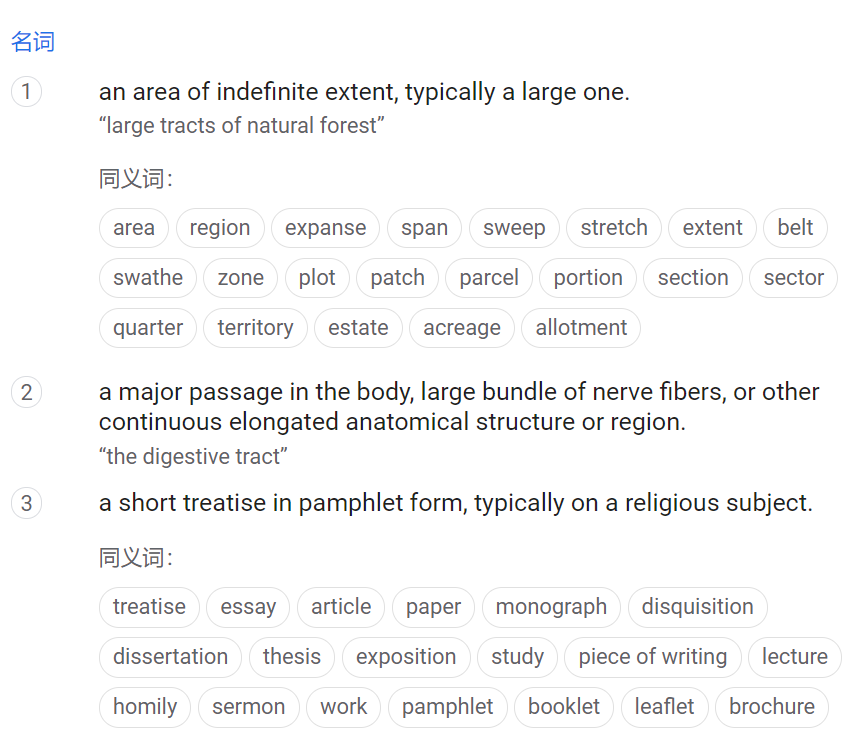 名词
1 an area of indefinite extent, typically a large one.
“large tracts of natural forest”
同义词：
area region expanse span sweep stretch extent belt
swathe zone plot patch parcel portion section sector
quarter territory estate acreage allotment
2 a major passage in the body, large bundle of nerve fibers, or other
continuous elongated anatomical structure or region.
“the digestive tract”
3 a short treatise in pamphlet form, typically on a religious subject.
同义词：
treatise essay article paper monograph disquisition
dissertation thesis exposition study piece of writing lecture
homily sermon work pamphlet booklet leaflet brochure